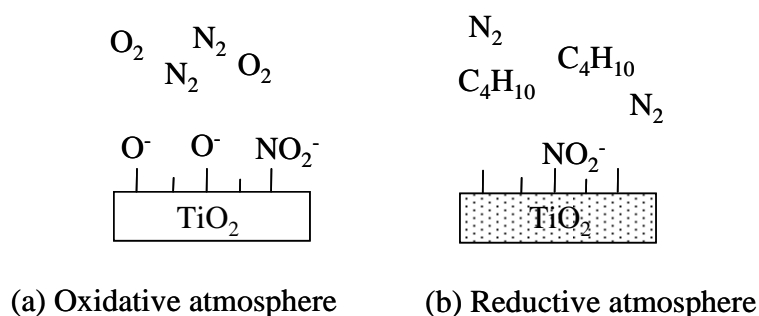 O₂ N₂ N₂ O₂
O⁻ O⁻ NO₂⁻
TiO₂
(a) Oxidative atmosphere
N₂ C₄H₁₀ C₄H₁₀ N₂
NO₂⁻
TiO₂
(b) Reductive atmosphere